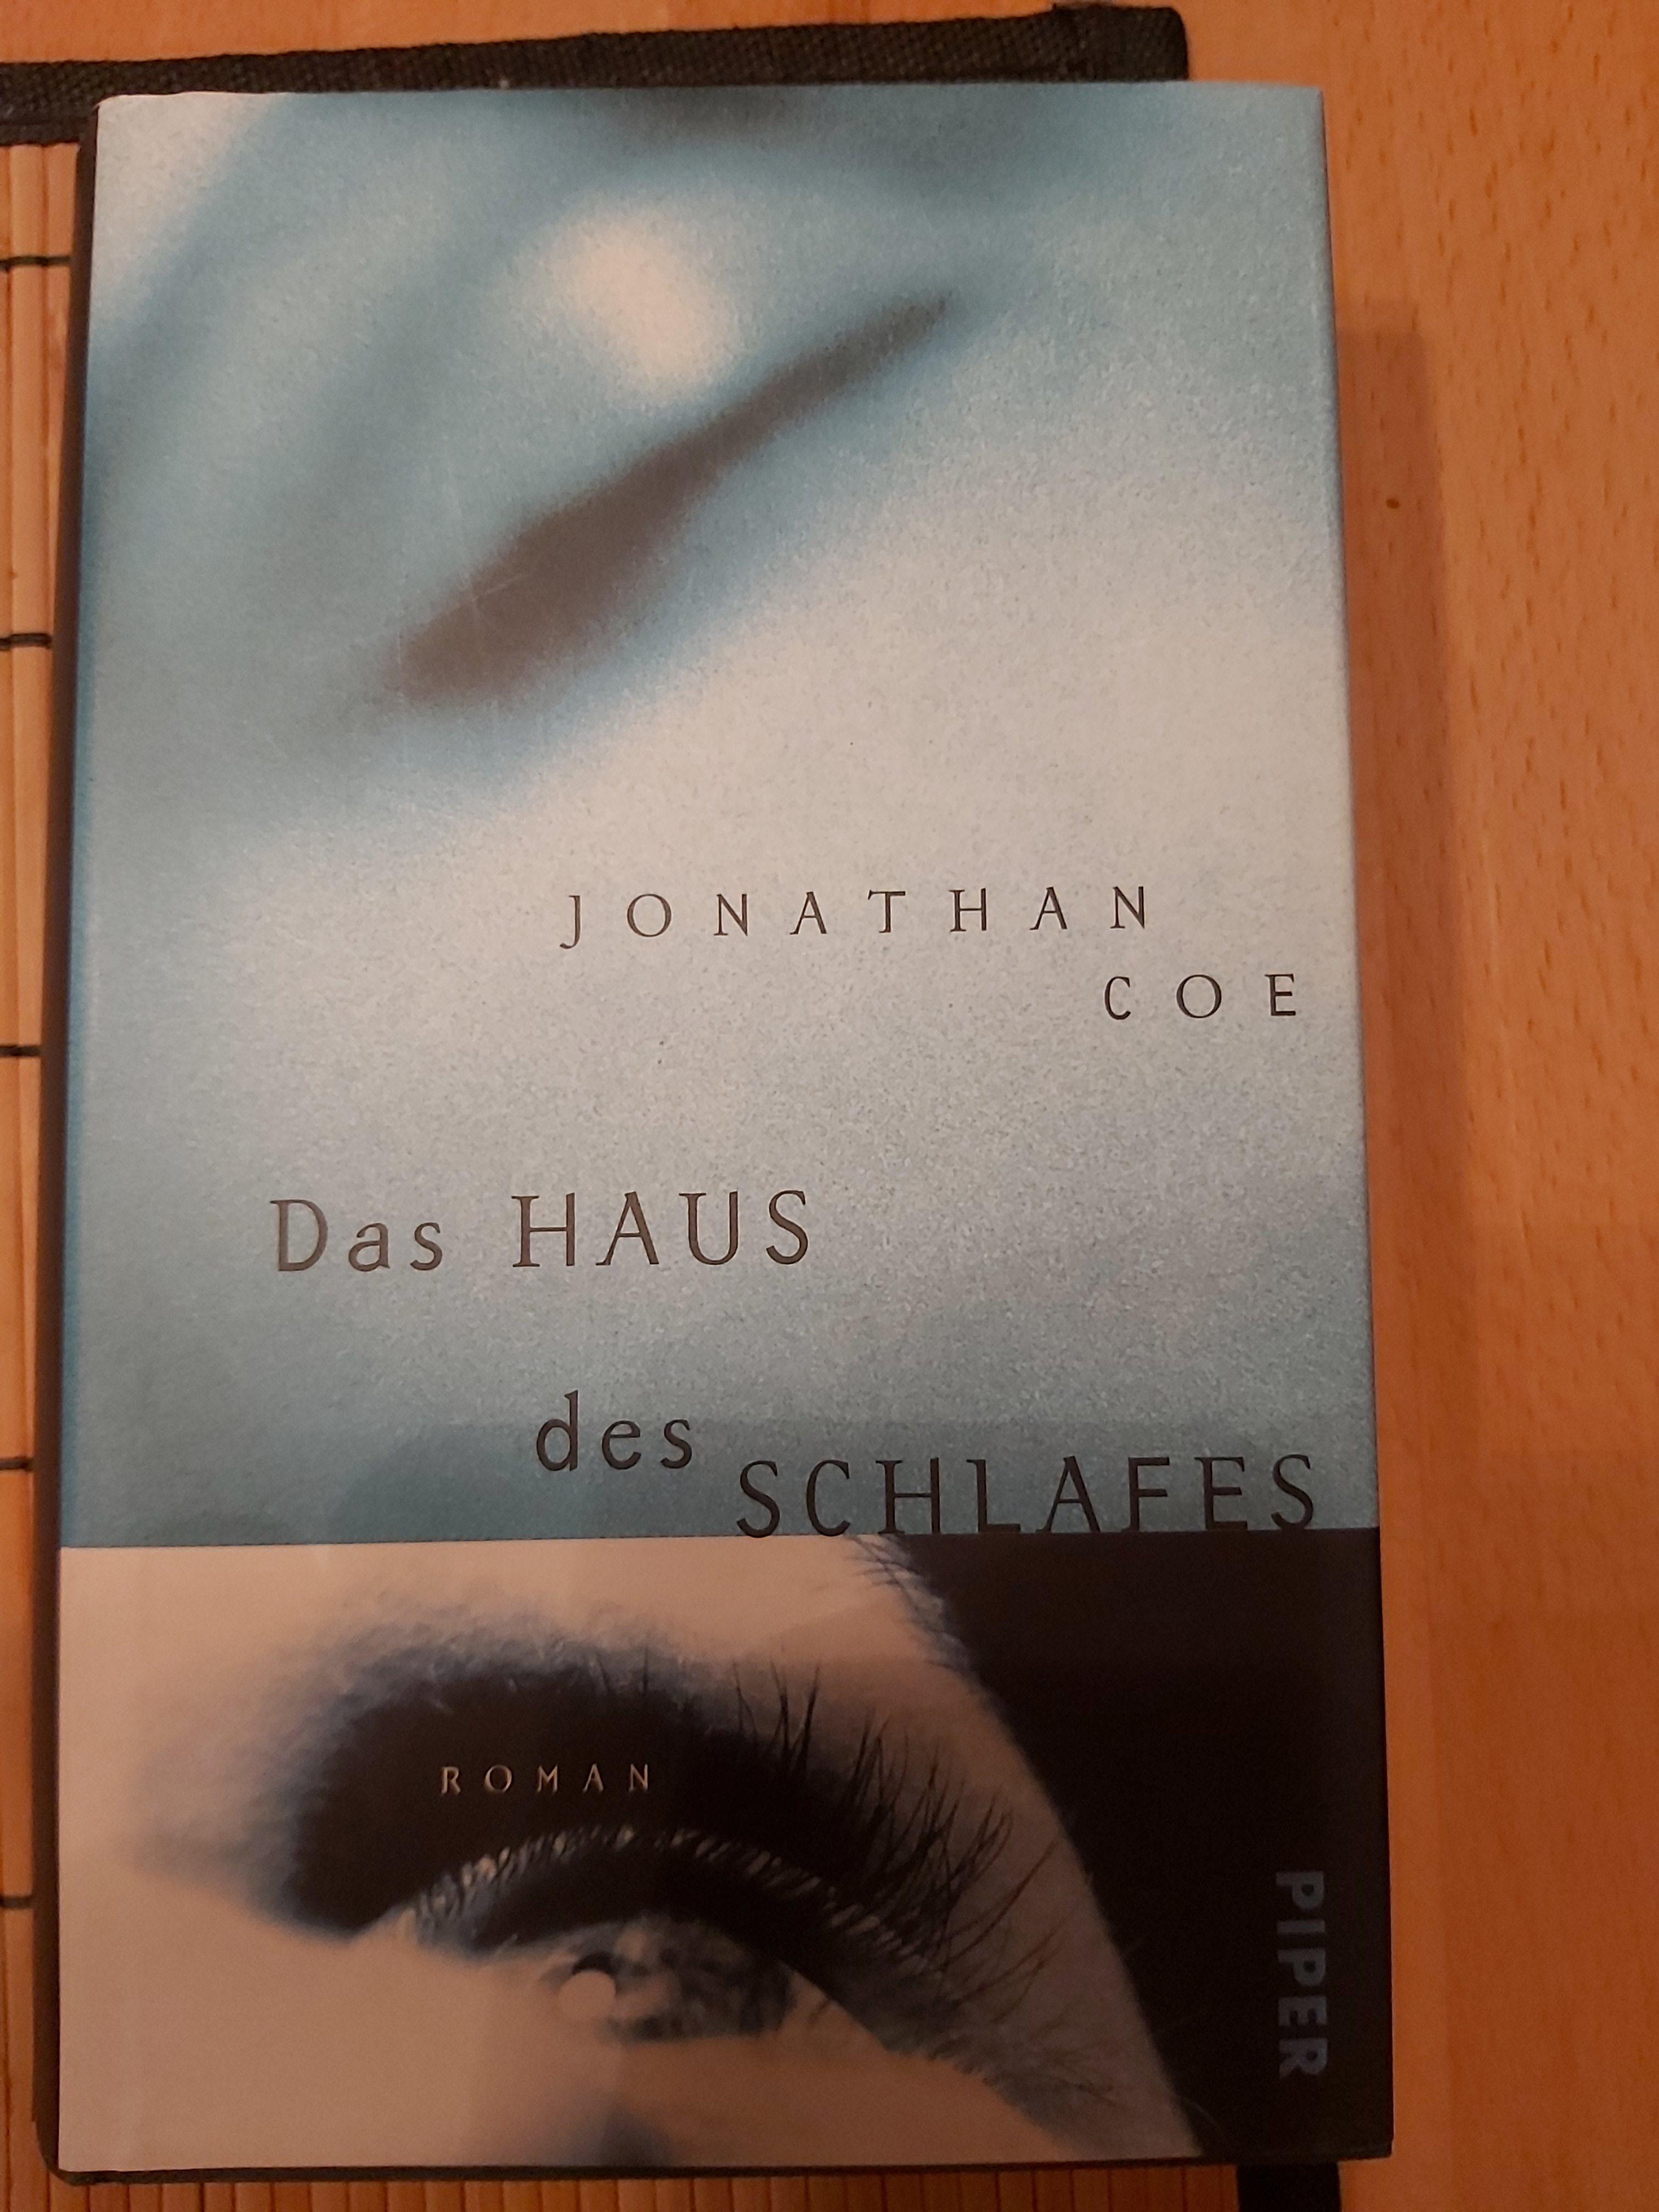 JONATHAN
COE
Das HAUS
des SCHLAFES
ROMAN
PIPER